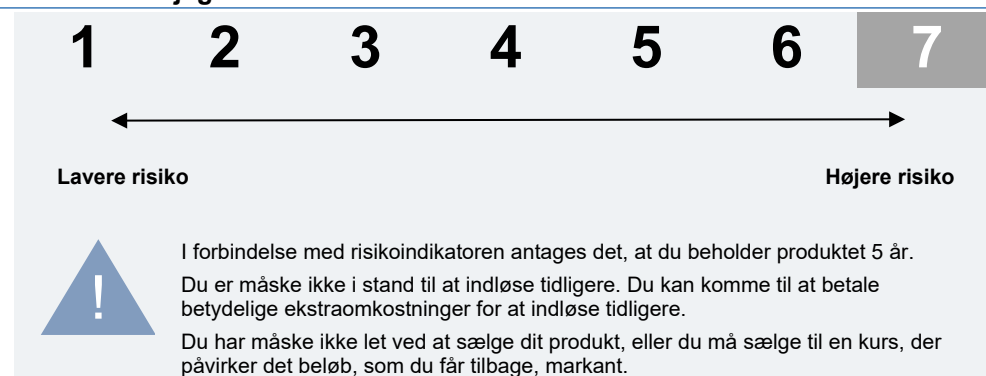 1 2 3 4 5 6 7
Lavere risiko Højere risiko
!
I forbindelse med risikoindikatoren antages det, at du beholder produktet 5 år.
Du er måske ikke i stand til at indløse tidligere. Du kan komme til at betale
betydelige ekstraomkostninger for at indløse tidligere.
Du har måske ikke let ved at sælge dit produkt, eller du må sælge til en kurs, der
påvirker det beløb, som du får tilbage, markant.